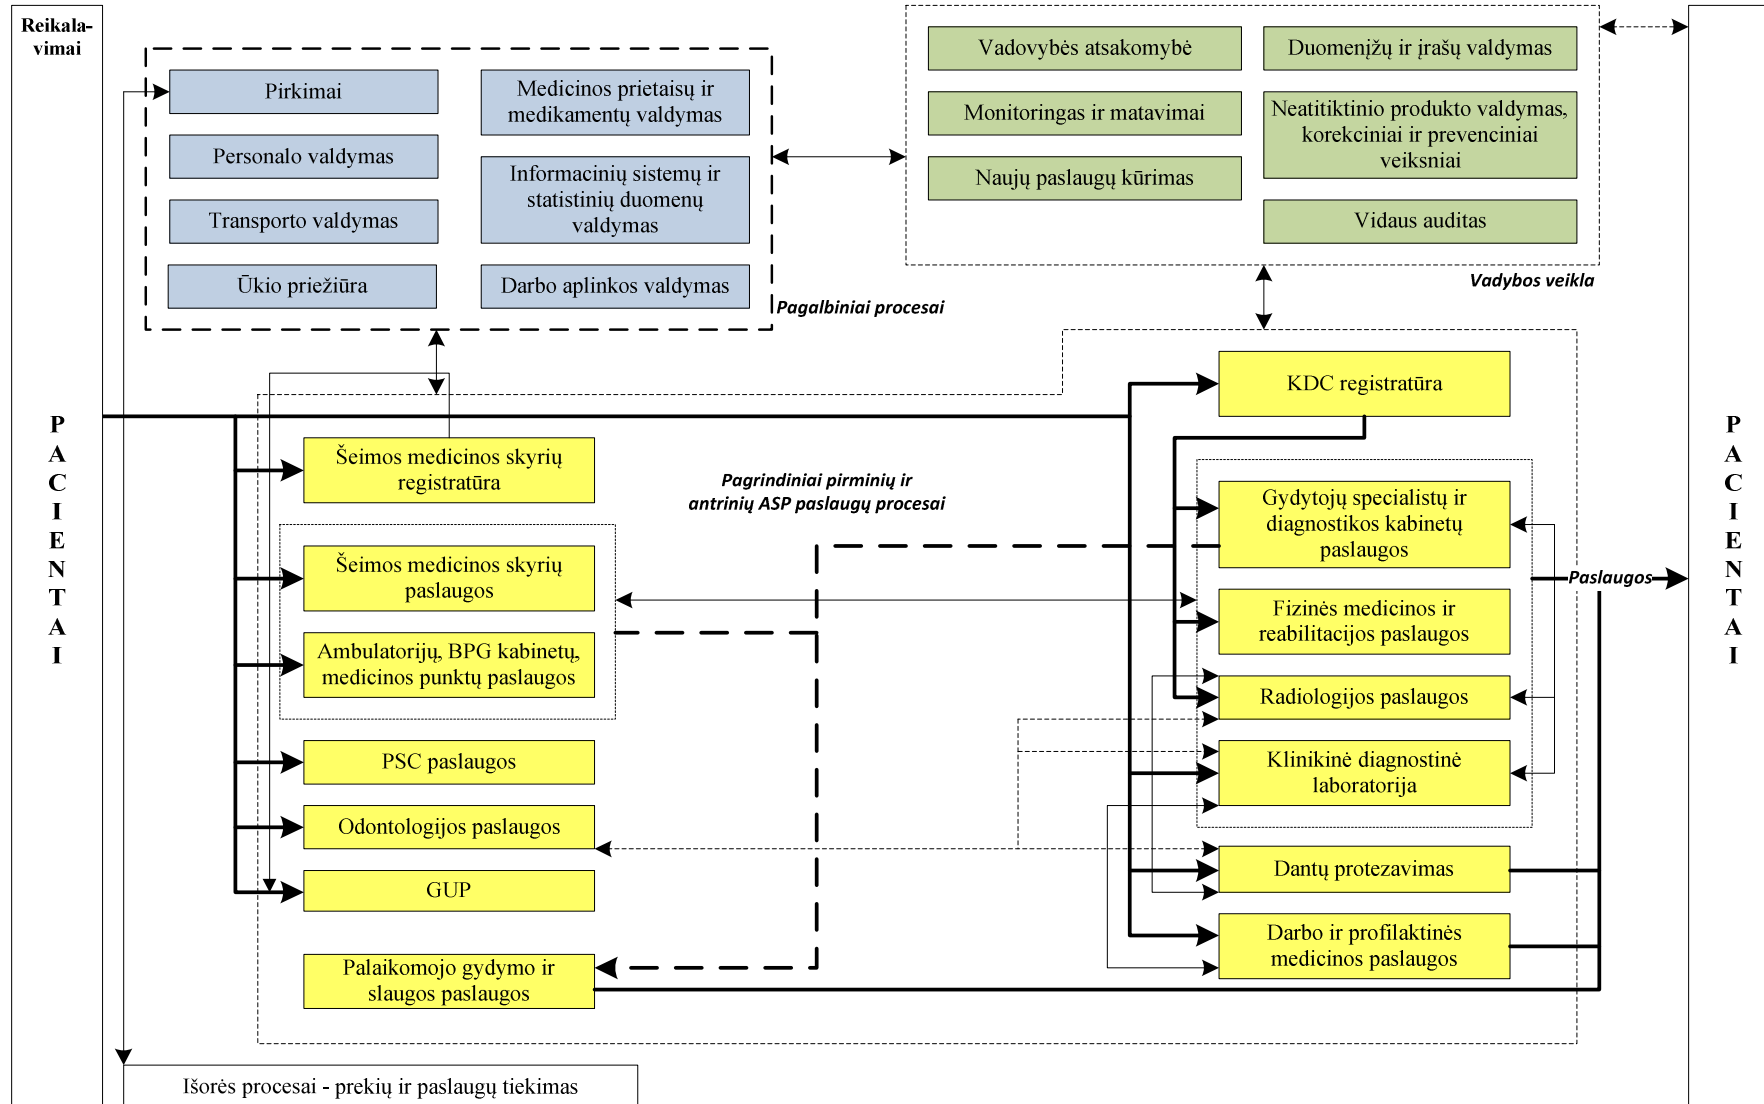 Reikala-
vimai
P
A
C
I
E
N
T
A
I
Pirkimai
Personalo valdymas
Transporto valdymas
Ūkio priežiūra
Medicinos prietaisų ir
medikamentų valdymas
Informacinių sistemų ir
statistinių duomenų
valdymas
Darbo aplinkos valdymas
Pagalbiniai procesai
Vadovybės atsakomybė
Monitoringas ir matavimai
Naujų paslaugų kūrimas
Duomenįžų ir įrašų valdymas
Neatitiktinio produkto valdymas,
korekciniai ir prevenciniai
veiksniai
Vidaus auditas
Vadybos veikla
Šeimos medicinos skyrių
registratūra
Šeimos medicinos skyrių
paslaugos
Ambulatorijų, BPG kabinetų,
medicinos punktų paslaugos
PSC paslaugos
Odontologijos paslaugos
GUP
Palaikomojo gydymo ir
slaugos paslaugos
Pagrindiniai pirminių ir
antrinių ASP paslaugų procesai
KDC registratūra
Gydytojų specialistų ir
diagnostikos kabinetų
paslaugos
Fizinės medicinos ir
reabilitacijos paslaugos
Radiologijos paslaugos
Klinikinė diagnostinė
laboratorija
Dantų protezavimas
Darbo ir profilaktinės
medicinos paslaugos
Paslaugos
P
A
C
I
E
N
T
A
I
Išorės procesai - prekių ir paslaugų tiekimas